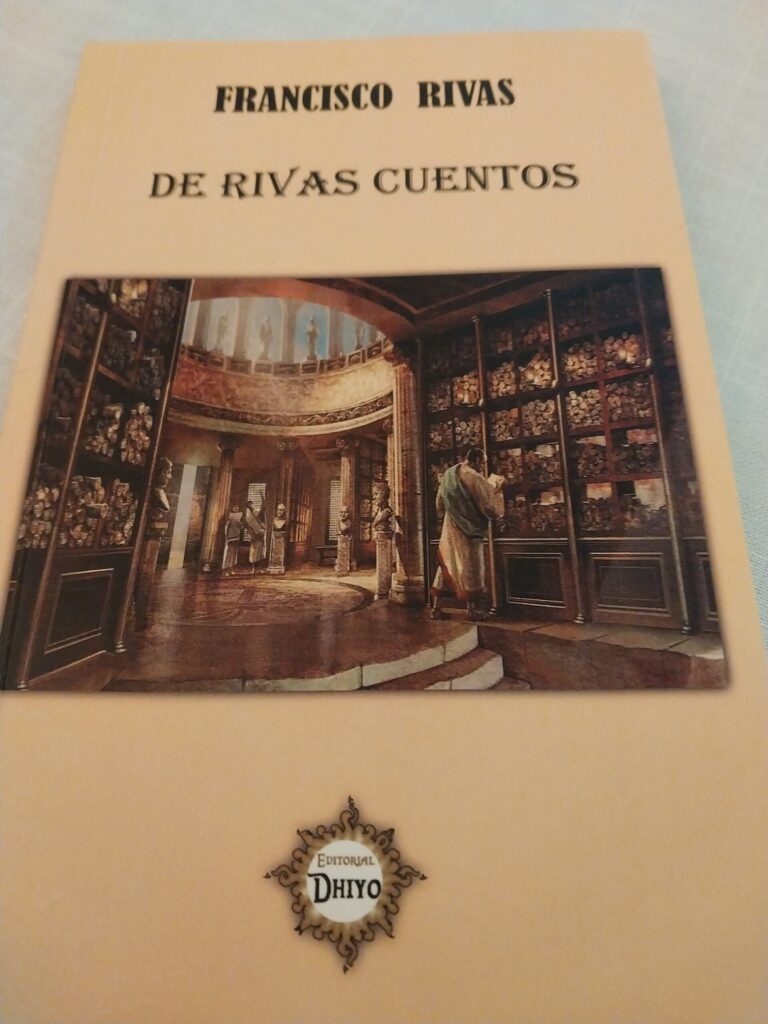 FRANCISCO RIVAS
DE RIVAS CUENTOS
EDITORIAL
DHIYO